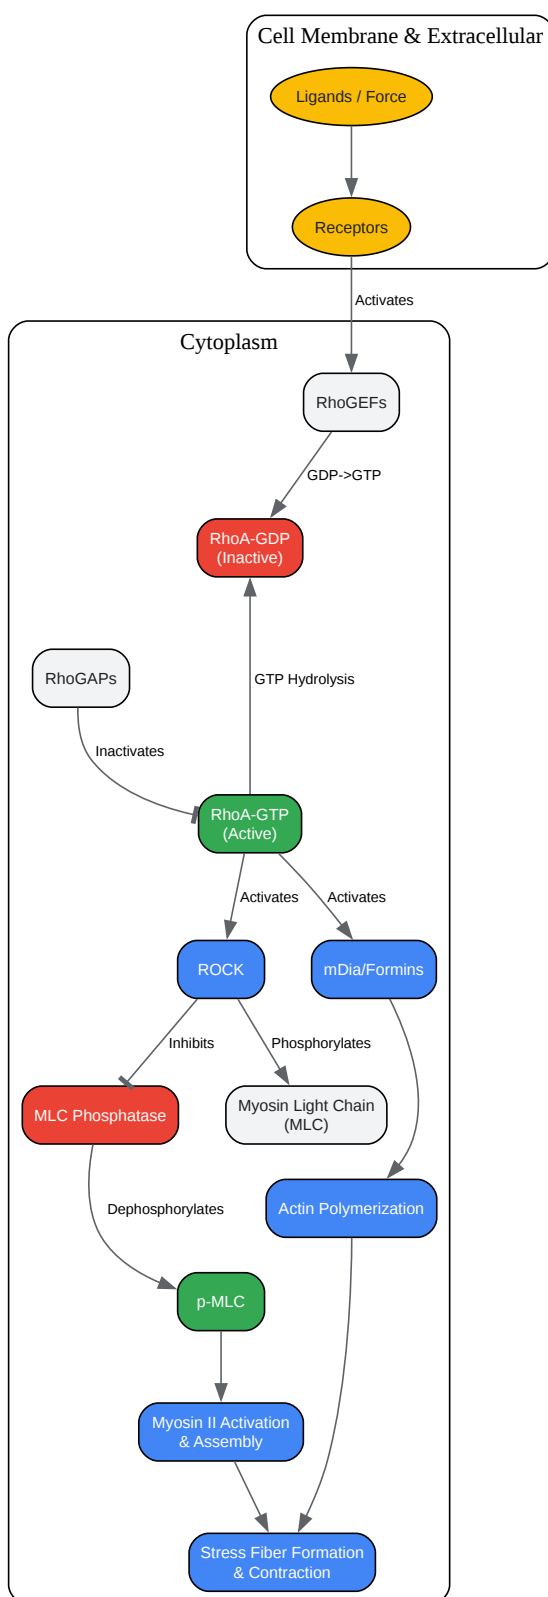 Cell Membrane & Extracellular
Ligands / Force
Receptors
Activates
Cytoplasm
RhoGEFs
GDP->GTP
RhoA-GDP
(Inactive)
RhoGAPs
GTP Hydrolysis
Inactivates
RhoA-GTP
(Active)
Activates
Activates
ROCK
mDia/Formins
Inhibits
Phosphorylates
MLC Phosphatase
Myosin Light Chain
(MLC)
Actin Polymerization
Dephosphorylates
p-MLC
Myosin II Activation
& Assembly
Stress Fiber Formation
& Contraction